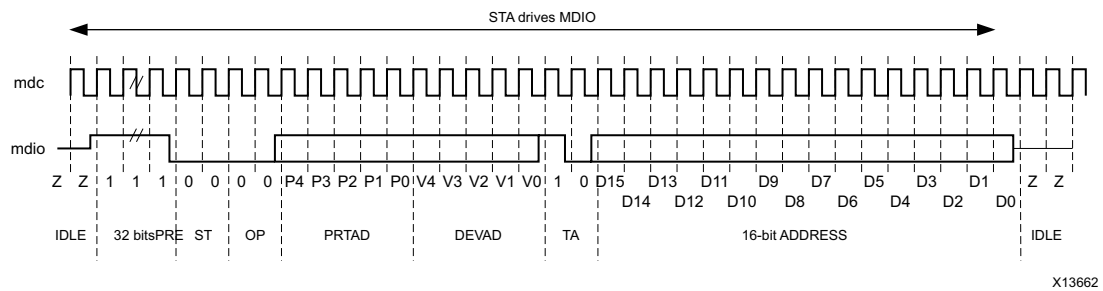 STA drives MDIO
mdc
mdio
Z Z 1 1 1 0 0 0 0 P4 P3 P2 P1 P0 V4 V3 V2 V1 V0 1 0 D15 D13 D11 D9 D7 D5 D3 D1 Z Z
D14 D12 D10 D8 D6 D4 D2 D0
IDLE 32 bitsPRE ST OP PRTAD DEVAD TA 16-bit ADDRESS IDLE
X13662